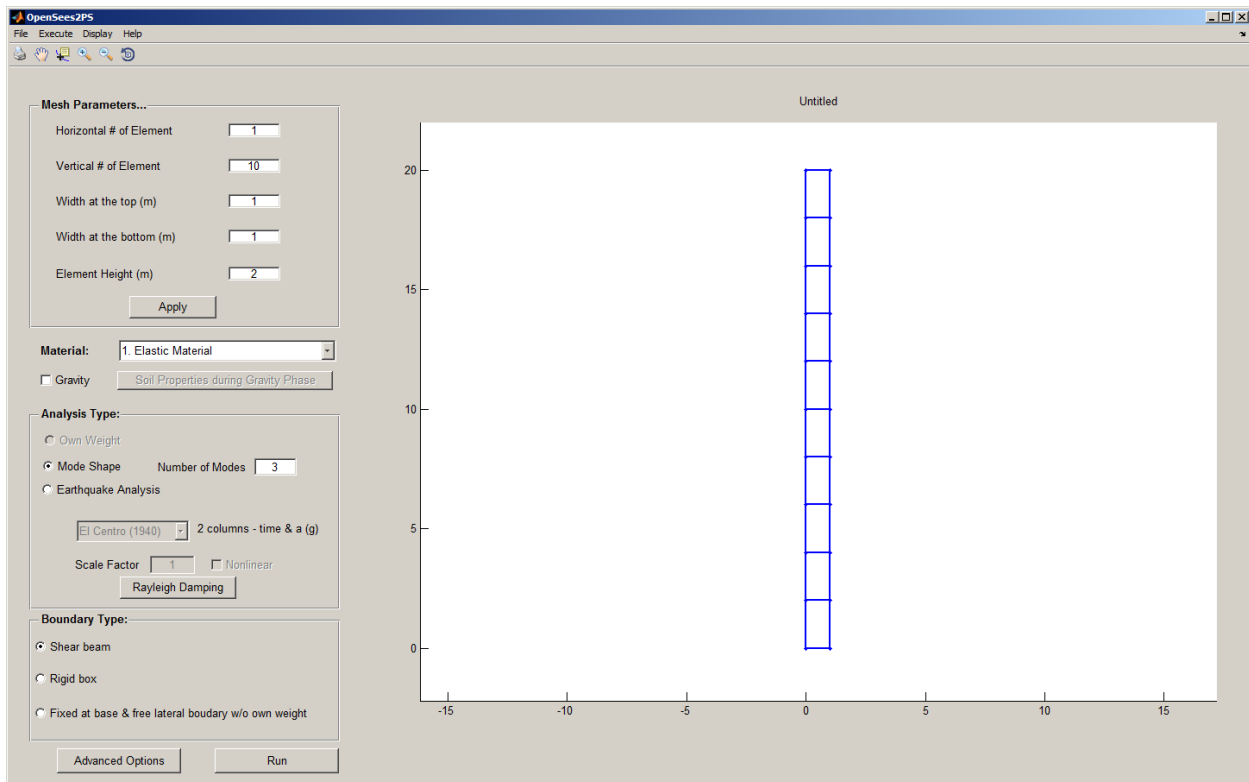 OpenSees2PS
File Execute Display Help
Mesh Parameters...
Horizontal # of Element 1
Vertical # of Element 10
Width at the top (m) 1
Width at the bottom (m) 1
Element Height (m) 2
Apply
Material: 1. Elastic Material
Gravity Soil Properties during Gravity Phase
Analysis Type:
Own Weight
Mode Shape Number of Modes 3
Earthquake Analysis
El Centro (1940) 2 columns - time & a (g)
Scale Factor 1 Nonlinear
Rayleigh Damping
Boundary Type:
Shear beam
Rigid box
Fixed at base & free lateral boudary w/o own weight
Advanced Options Run
Untitled
20
15
10
5
0
-15 -10 -5 0 5 10 15